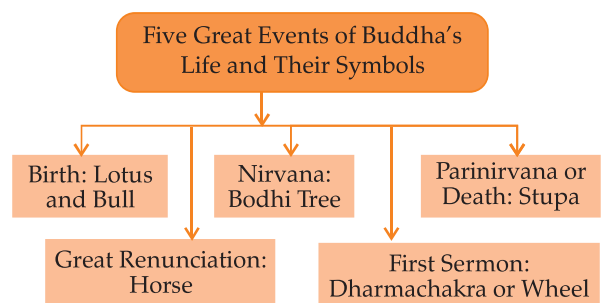 Five Great Events of Buddha’s
Life and Their Symbols
Birth: Lotus
and Bull
Nirvana:
Bodhi Tree
Parinirvana or
Death: Stupa
Great Renunciation:
Horse
First Sermon:
Dharmachakra or Wheel